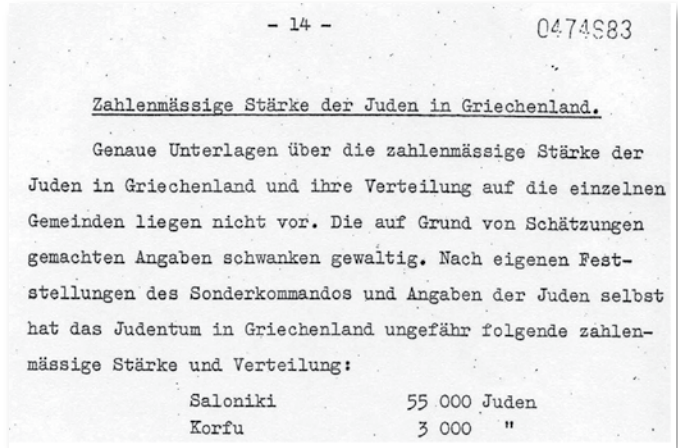 - 14 -
0474683
Zahlenmässige Stärke der Juden in Griechenland.
Genaue Unterlagen über die zahlenmässige Stärke der
Juden in Griechenland und ihre Verteilung auf die einzelnen
Gemeinden liegen nicht vor. Die auf Grund von Schätzungen
gemachten Angaben schwanken gewaltig. Nach eigenen Fest-
stellungen des Sonderkommandos und Angaben der Juden selbst
hat das Judentum in Griechenland ungefähr folgende zahlen-
mässige Stärke und Verteilung:
Saloniki 55 000 Juden
Korfu 3 000 "